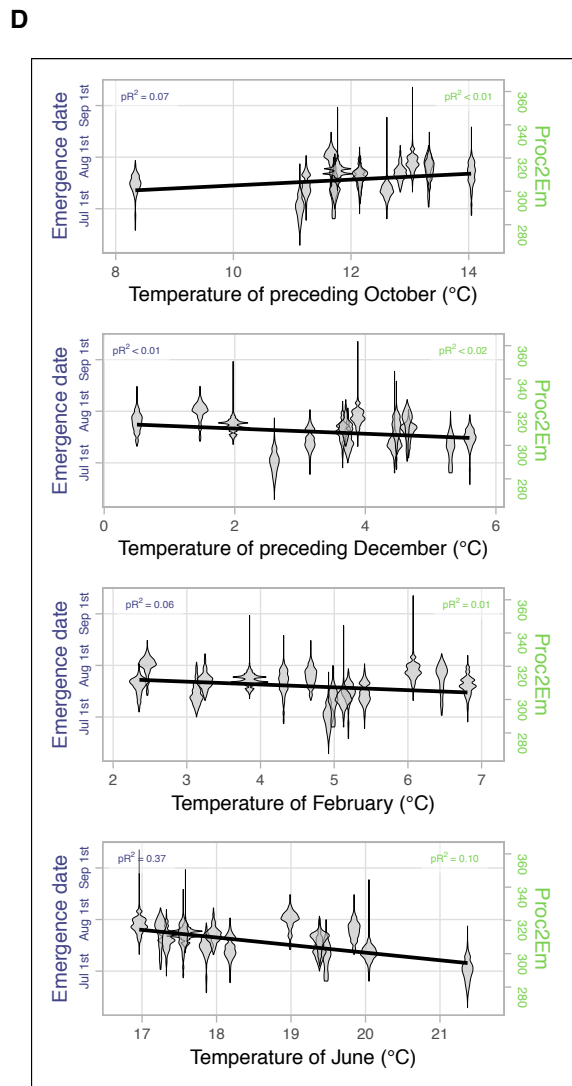 D
pR² = 0.07
pR² < 0.01
Emergence date
Jul 1st Aug 1st Sep 1st
Proc2Em
280 300 320 340 360
8 10 12 14
Temperature of preceding October (°C)
pR² < 0.01
pR² < 0.02
Emergence date
Jul 1st Aug 1st Sep 1st
Proc2Em
280 300 320 340 360
0 2 4 6
Temperature of preceding December (°C)
pR² = 0.06
pR² = 0.01
Emergence date
Jul 1st Aug 1st Sep 1st
Proc2Em
280 300 320 340 360
2 3 4 5 6 7
Temperature of February (°C)
pR² = 0.37
pR² = 0.10
Emergence date
Jul 1st Aug 1st Sep 1st
Proc2Em
280 300 320 340 360
17 18 19 20 21
Temperature of June (°C)